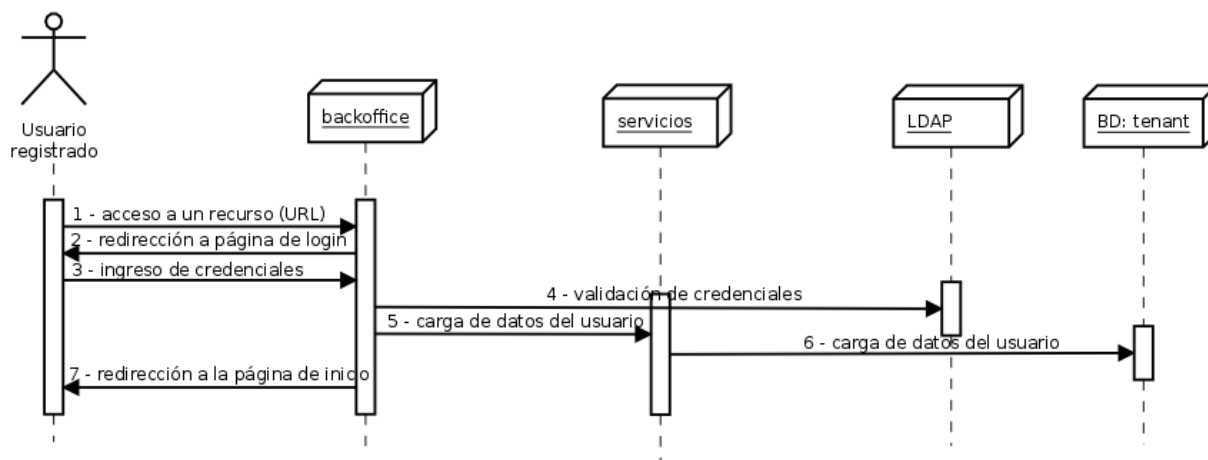 Usuario
registrado
backoffice
servicios
LDAP
BD: tenant
1 - acceso a un recurso (URL)
2 - redirección a página de login
3 - ingreso de credenciales
4 - validación de credenciales
5 - carga de datos del usuario
6 - carga de datos del usuario
7 - redirección a la página de inicio